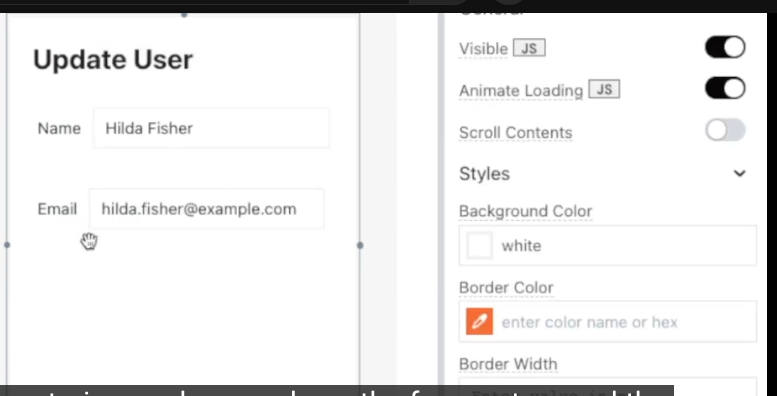 General
Update User
Name Hilda Fisher
Email hilda.fisher@example.com
Visible JS
Animate Loading JS
Scroll Contents
Styles
Background Color
white
Border Color
enter color name or hex
Border Width